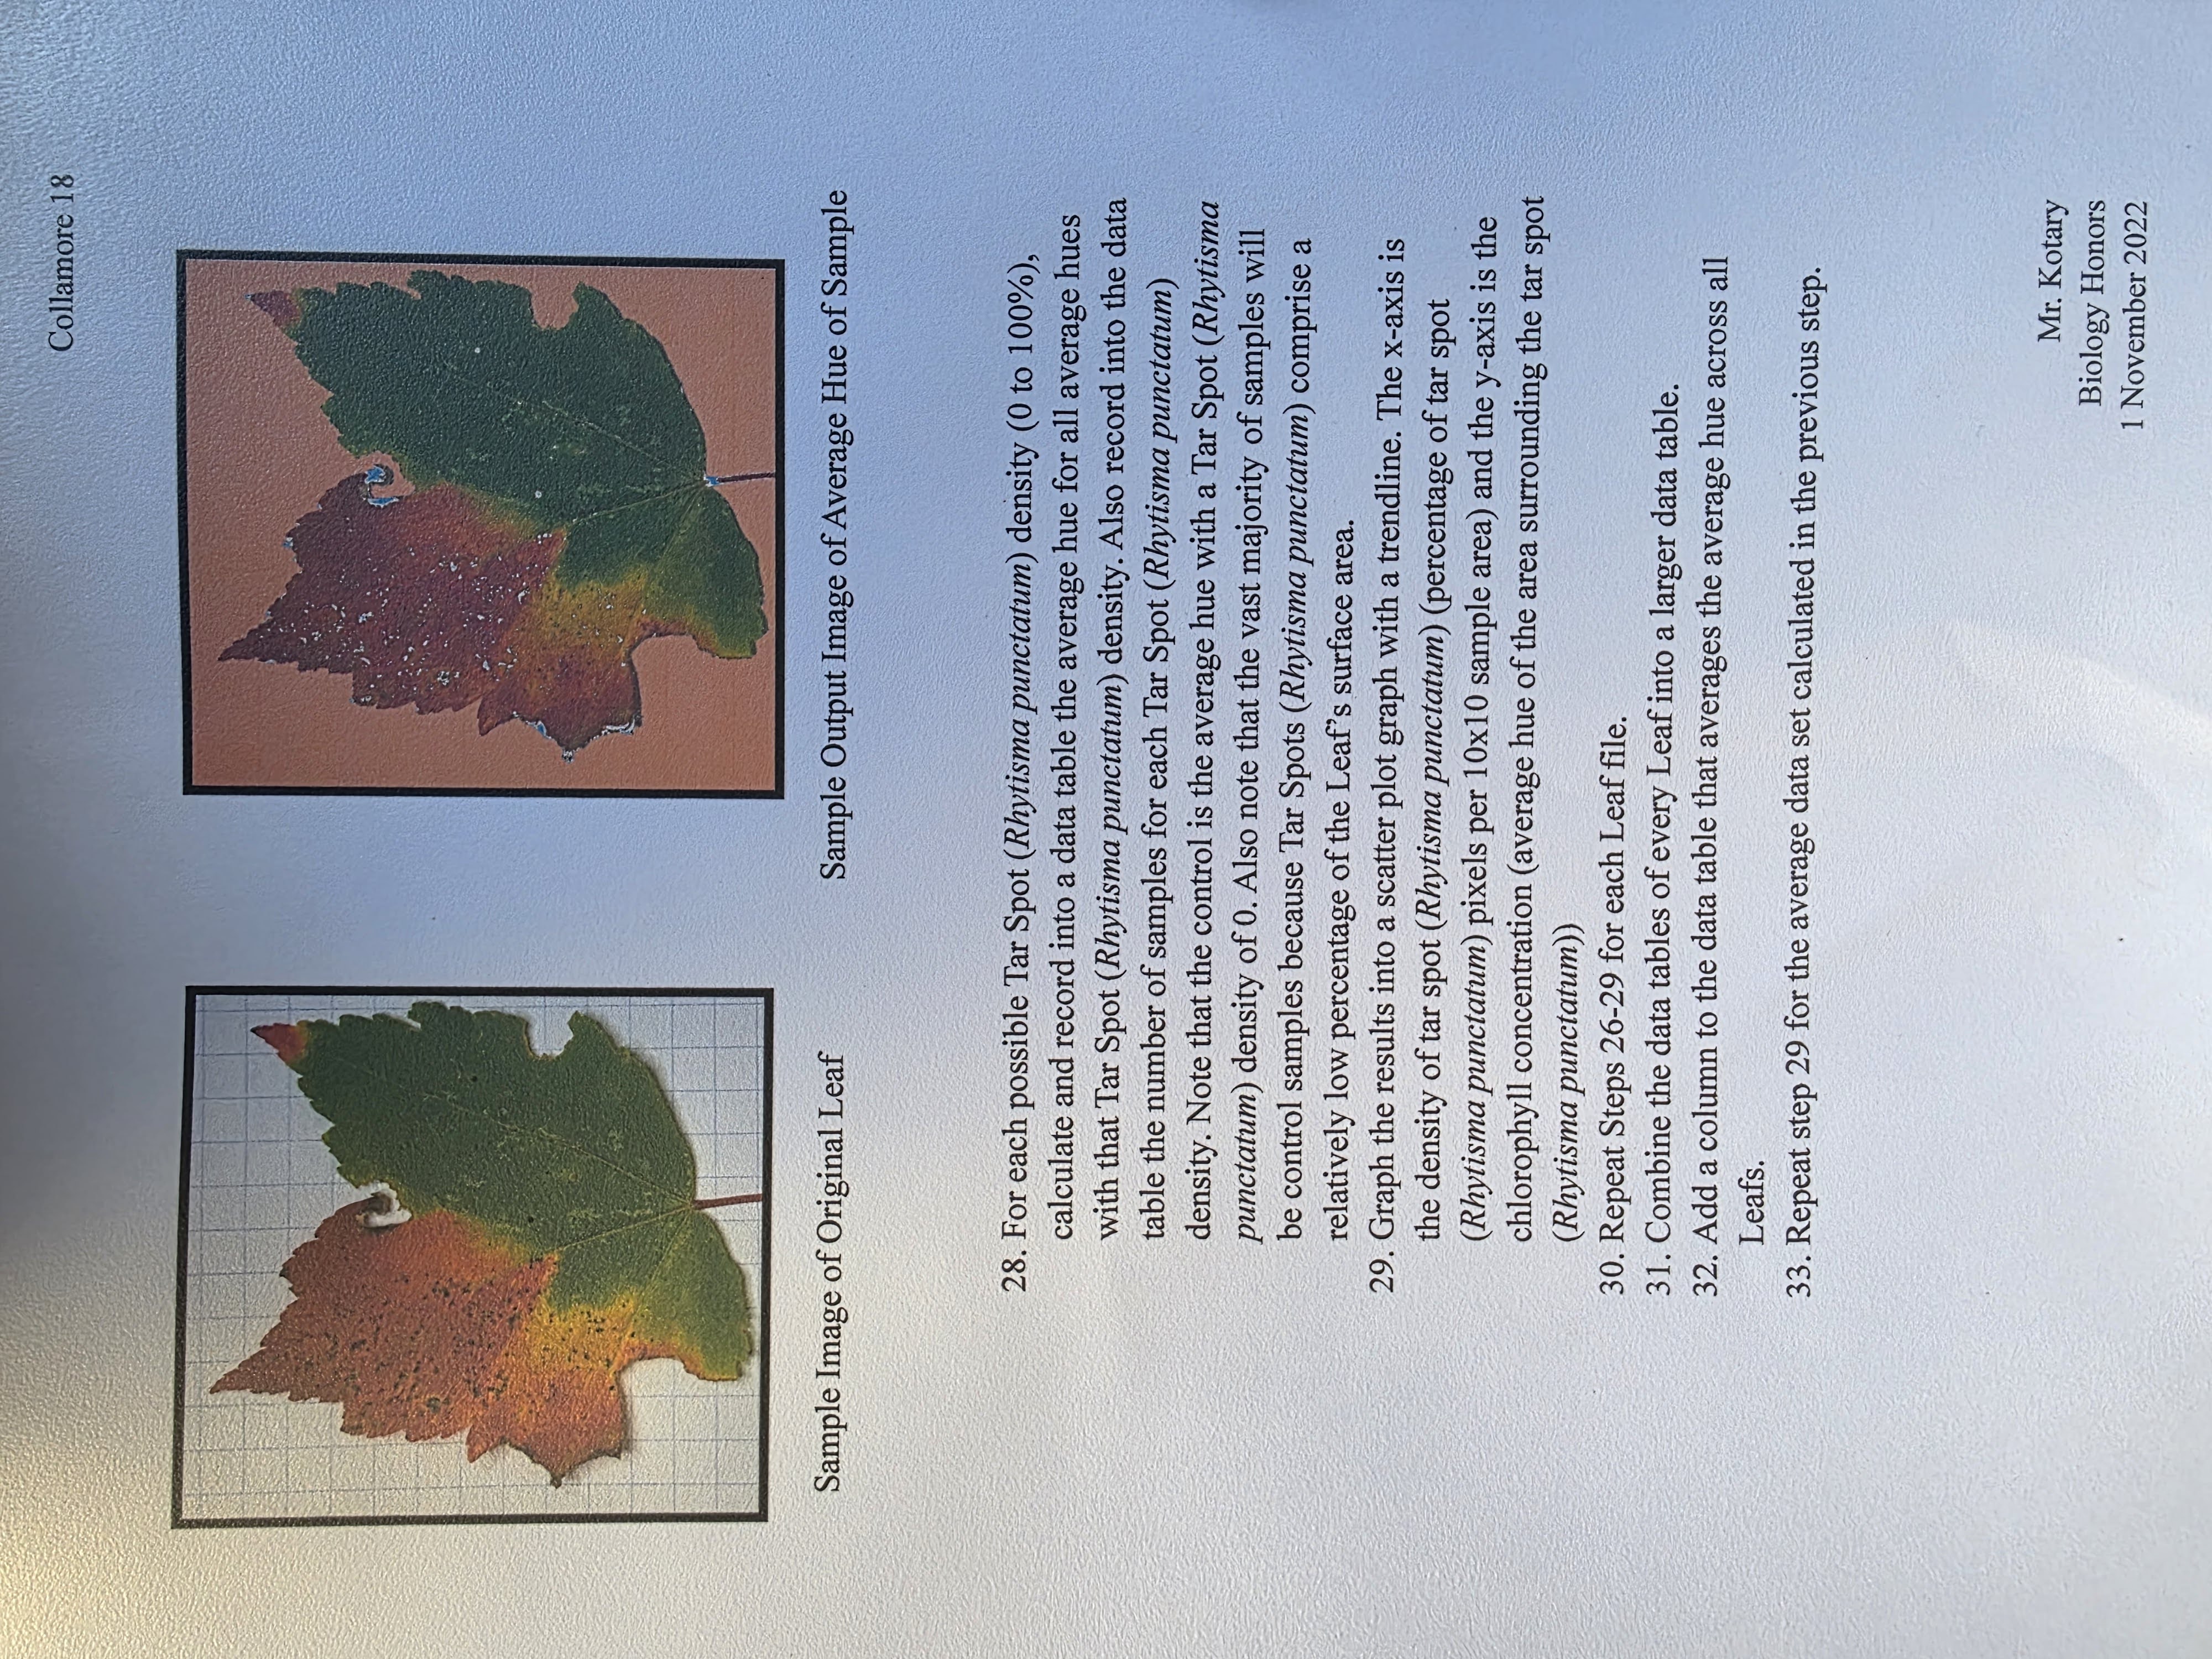 Collamore 18
Sample Image of Original Leaf
Sample Output Image of Average Hue of Sample
28. For each possible Tar Spot (Rhytisma punctatum) density (0 to 100%),
calculate and record into a data table the average hue for all average hues
with that Tar Spot (Rhytisma punctatum) density. Also record into the data
table the number of samples for each Tar Spot (Rhytisma punctatum)
density. Note that the control is the average hue with a Tar Spot (Rhytisma
punctatum) density of 0. Also note that the vast majority of samples will
be control samples because Tar Spots (Rhytisma punctatum) comprise a
relatively low percentage of the Leaf’s surface area.
29. Graph the results into a scatter plot graph with a trendline. The x-axis is
the density of tar spot (Rhytisma punctatum) (percentage of tar spot
(Rhytisma punctatum) pixels per 10x10 sample area) and the y-axis is the
chlorophyll concentration (average hue of the area surrounding the tar spot
(Rhytisma punctatum))
30. Repeat Steps 26-29 for each Leaf file.
31. Combine the data tables of every Leaf into a larger data table.
32. Add a column to the data table that averages the average hue across all
Leafs.
33. Repeat step 29 for the average data set calculated in the previous step.
Mr. Kotary
Biology Honors
1 November 2022